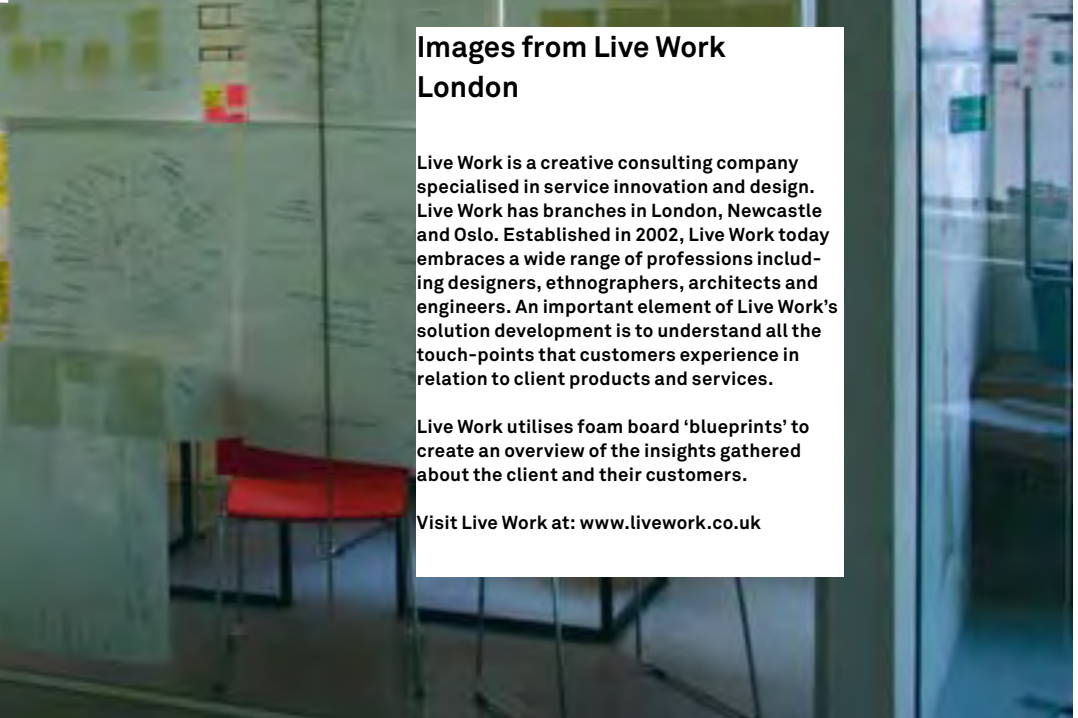 Images from Live Work
London
Live Work is a creative consulting company
specialised in service innovation and design.
Live Work has branches in London, Newcastle
and Oslo. Established in 2002, Live Work today
embraces a wide range of professions includ-
ing designers, ethnographers, architects and
engineers. An important element of Live Work's
solution development is to understand all the
touch-points that customers experience in
relation to client products and services.
Live Work utilises foam board ‘blueprints’ to
create an overview of the insights gathered
about the client and their customers.
Visit Live Work at: www.livework.co.uk